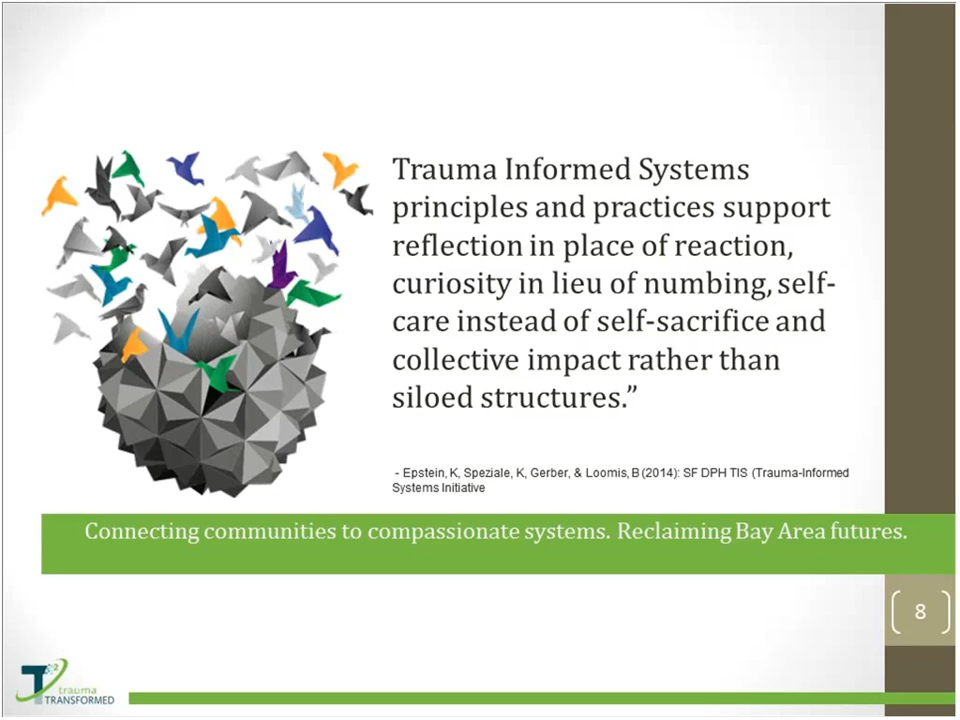 Trauma Informed Systems
principles and practices support
reflection in place of reaction,
curiosity in lieu of numbing, self-
care instead of self-sacrifice and
collective impact rather than
siloed structures.”
- Epstein, K, Speziale, K, Gerber, & Loomis, B (2014): SF DPH TIS (Trauma-Informed
Systems Initiative
Connecting communities to compassionate systems. Reclaiming Bay Area futures.
8
T2
trauma
TRANSFORMED